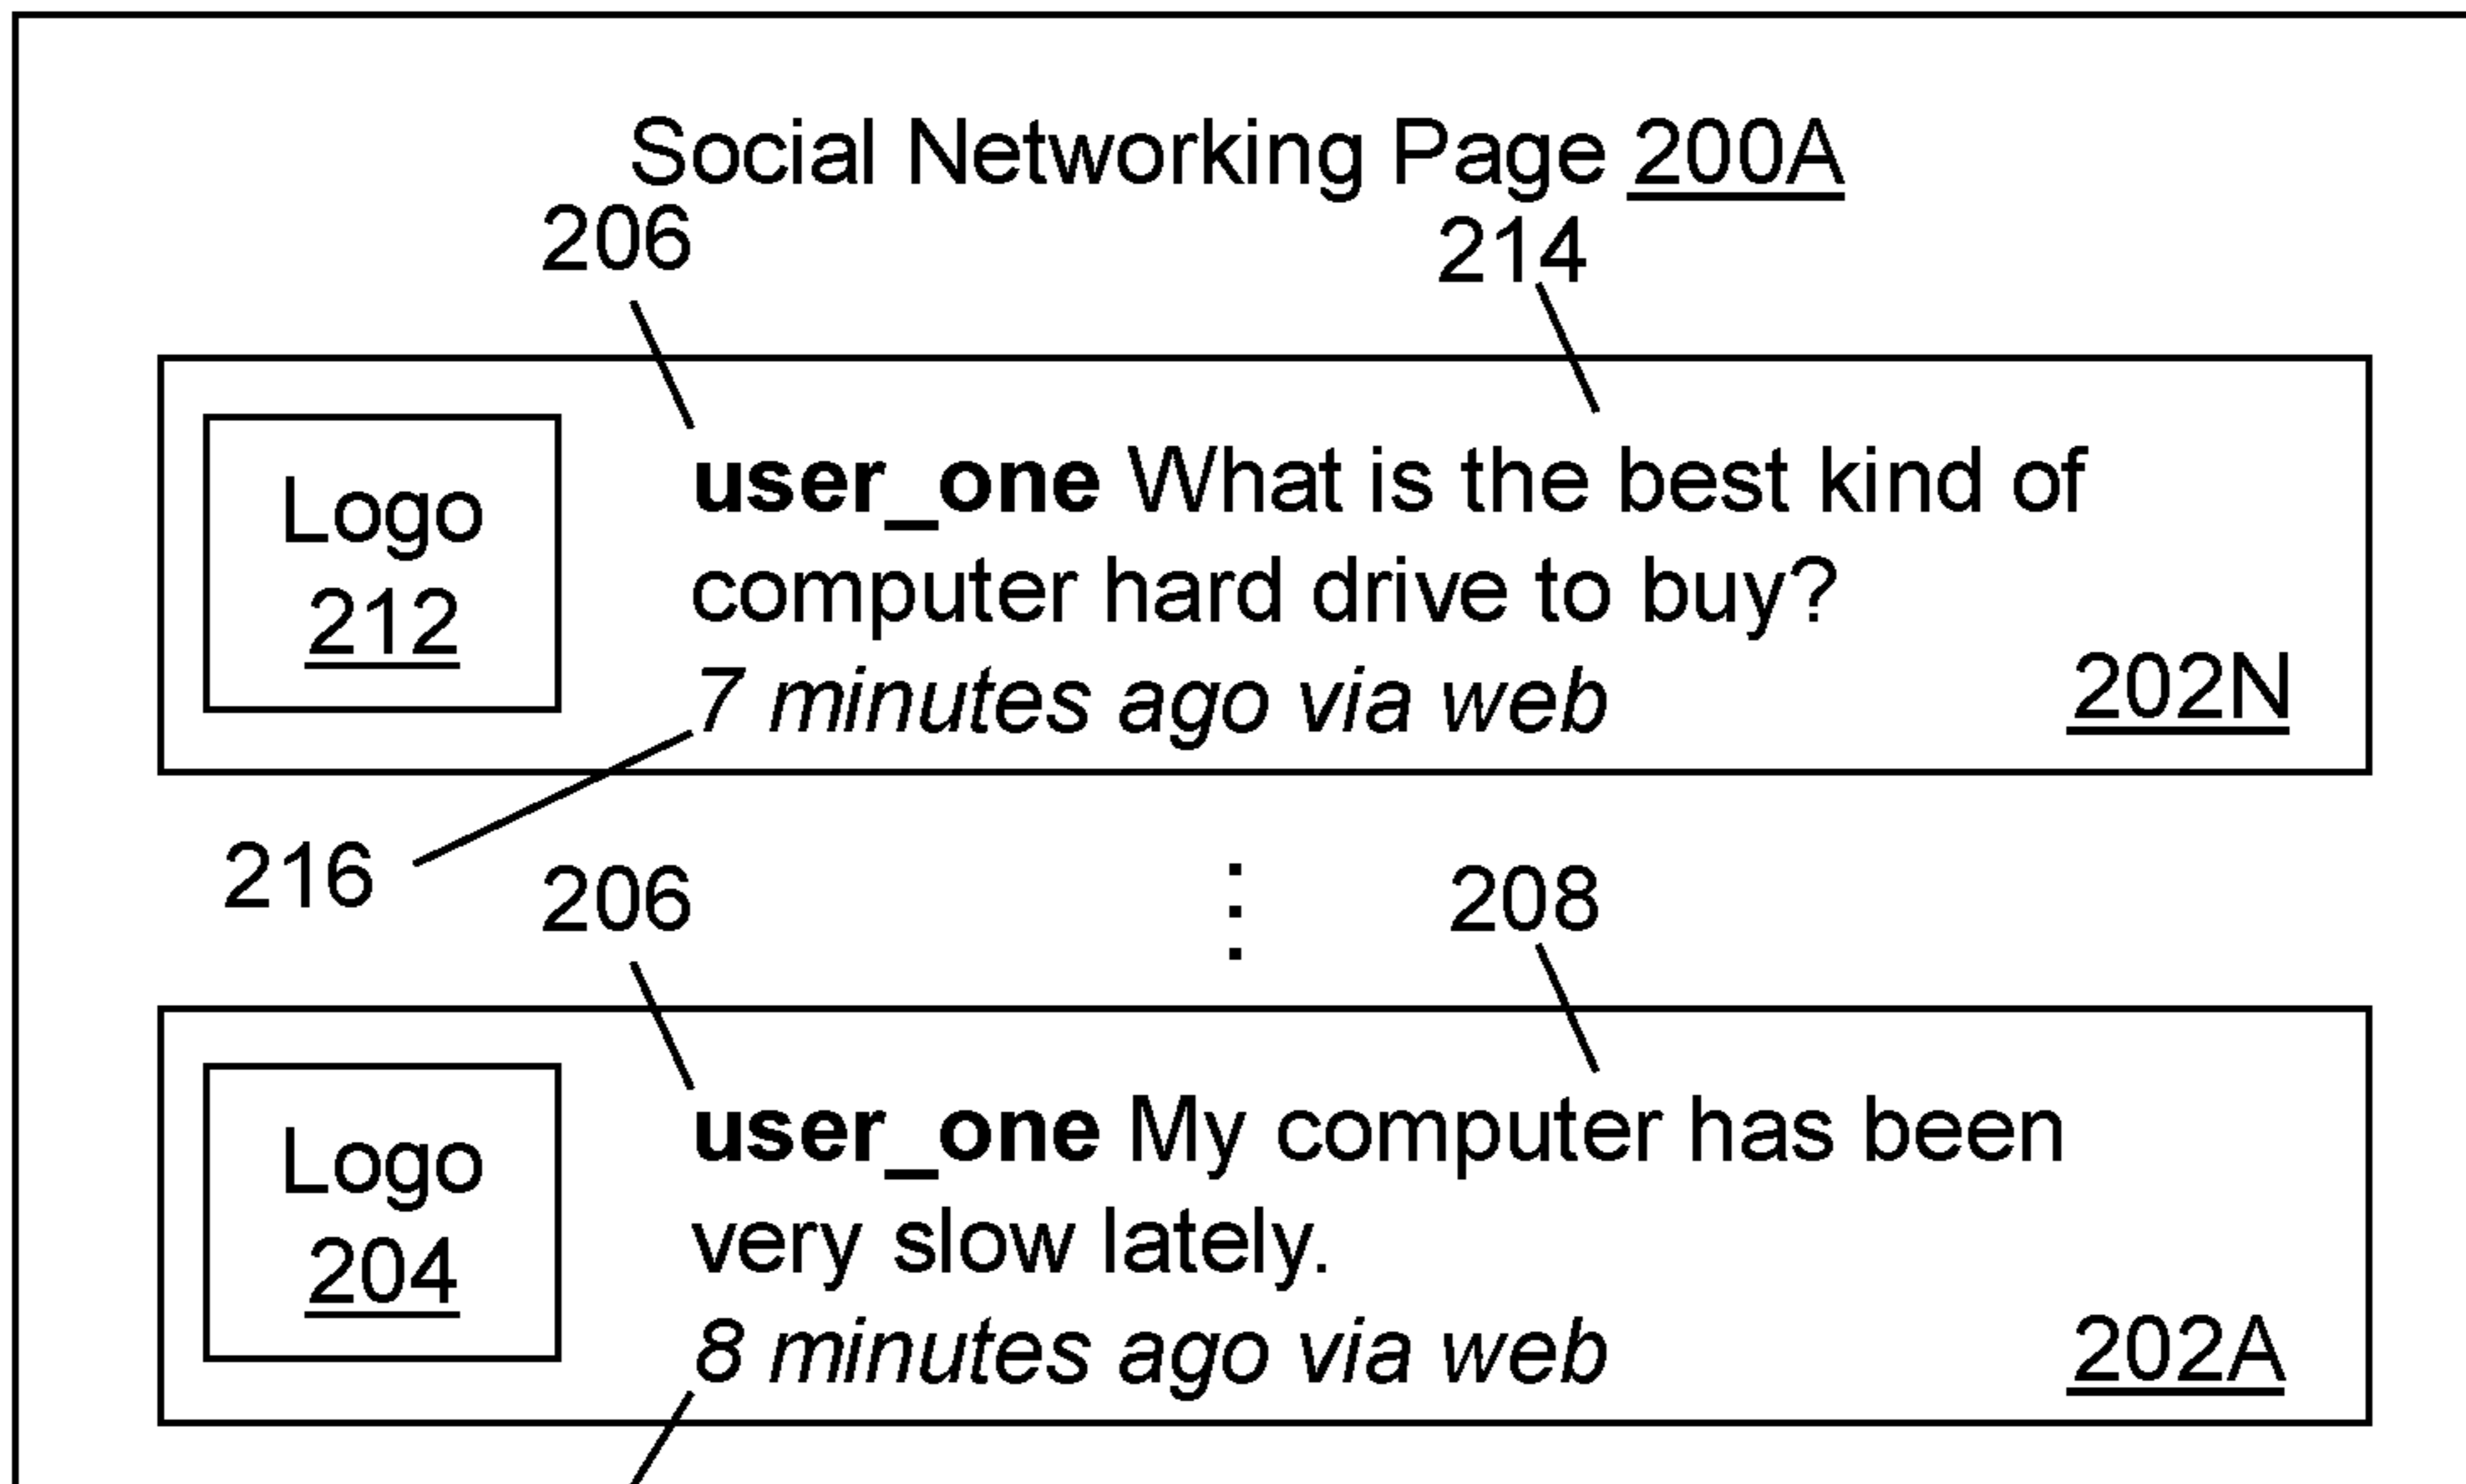 Social Networking Page 200A
206
214
Logo
212
user_one What is the best kind of
computer hard drive to buy?
7 minutes ago via web
202N
216
206
208
Logo
204
user_one My computer has been
very slow lately.
8 minutes ago via web
202A